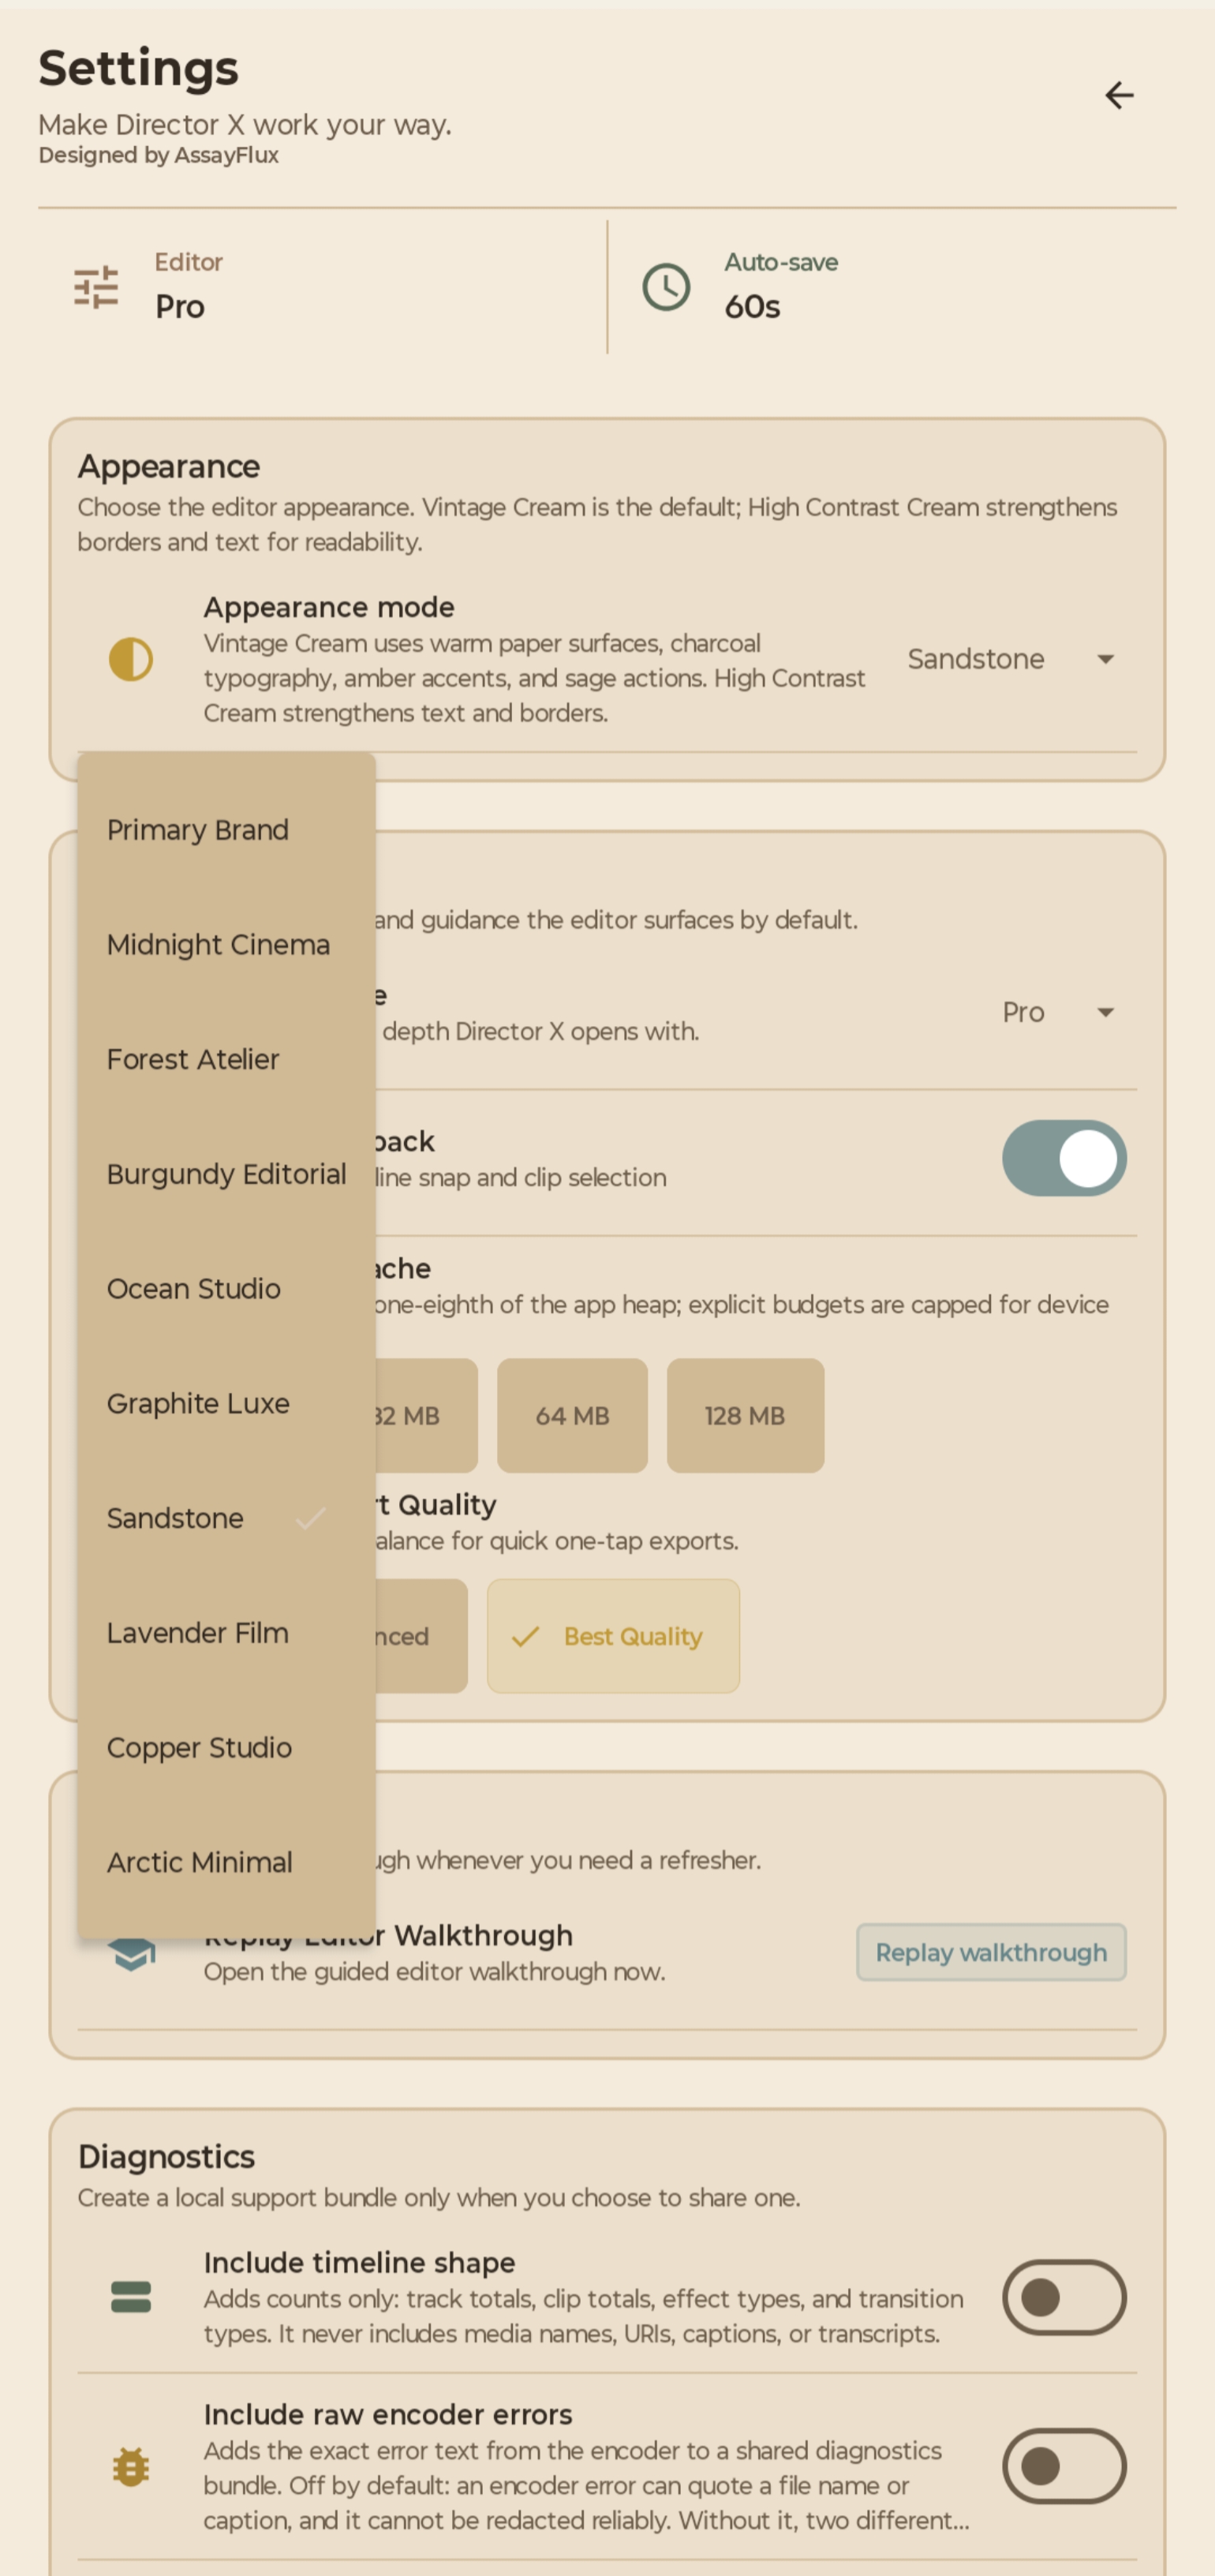 Settings
Make Director X work your way.
Designed by AssayFlux
Editor
Pro
Auto-save
60s
Appearance
Choose the editor appearance. Vintage Cream is the default; High Contrast Cream strengthens
borders and text for readability.
Appearance mode
Vintage Cream uses warm paper surfaces, charcoal
typography, amber accents, and sage actions. High Contrast
Cream strengthens text and borders.
Sandstone
Primary Brand
Midnight Cinema
Forest Atelier
Burgundy Editorial
Ocean Studio
Graphite Luxe
Sandstone
Lavender Film
Copper Studio
Arctic Minimal
and guidance the editor surfaces by default.
depth Director X opens with.
Pro
snap and clip selection
one-eighth of the app heap; explicit budgets are capped for device
MB
64 MB
128 MB
Quality
for quick one-tap exports.
Best Quality
whenever you need a refresher.
Replay Editor Walkthrough
Open the guided editor walkthrough now.
Replay walkthrough
Diagnostics
Create a local support bundle only when you choose to share one.
Include timeline shape
Adds counts only: track totals, clip totals, effect types, and transition
types. It never includes media names, URIs, captions, or transcripts.
Include raw encoder errors
Adds the exact error text from the encoder to a shared diagnostics
bundle. Off by default: an encoder error can quote a file name or
caption, and it cannot be redacted reliably. Without it, two different...